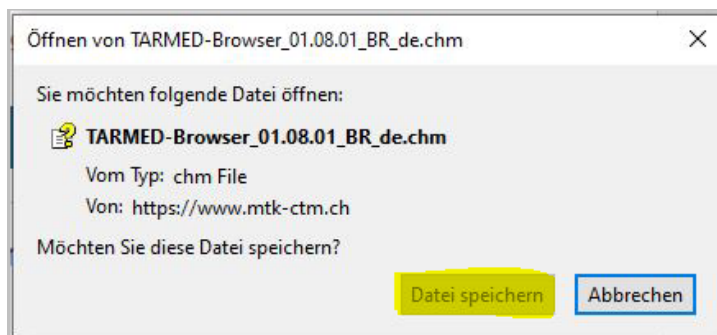 Öffnen von TARMED-Browser_01.08.01_BR_de.chm
Sie möchten folgende Datei öffnen:
TARMED-Browser_01.08.01_BR_de.chm
Vom Typ: chm File
Von: https://www.mtk-ctm.ch
Möchten Sie diese Datei speichern?
Datei speichern Abbrechen